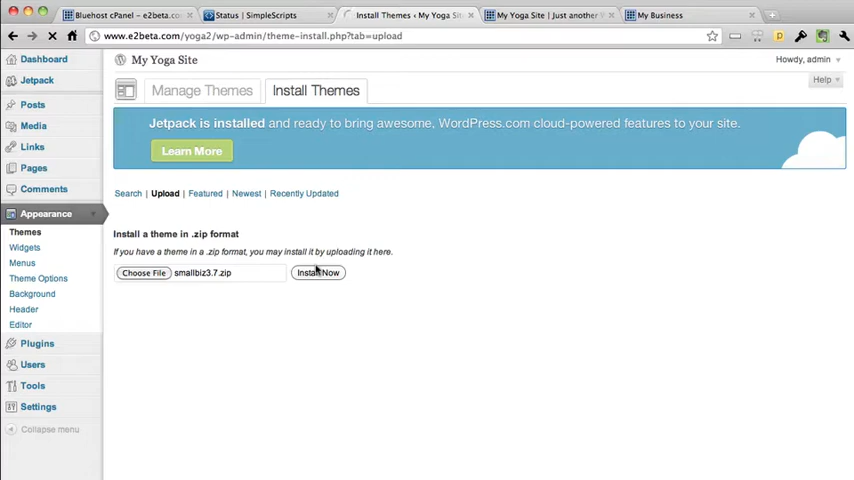 Bluehost cPanel - e2beta.com
Status | SimpleScripts
Install Themes ‹ My Yoga Sit
My Yoga Site | Just another
My Business
www.e2beta.com/yoga2/wp-admin/theme-install.php?tab=upload
My Yoga Site
Howdy, admin
Help
Manage Themes
Install Themes
Jetpack is installed and ready to bring awesome, WordPress.com cloud-powered features to your site.
Learn More
Dashboard
Jetpack
Posts
Media
Links
Pages
Comments
Appearance
Themes
Widgets
Menus
Theme Options
Background
Header
Editor
Plugins
Users
Tools
Settings
Collapse menu
Search | Upload | Featured | Newest | Recently Updated
Install a theme in .zip format
If you have a theme in a .zip format, you may install it by uploading it here.
Choose File smallbiz3.7.zip Install Now